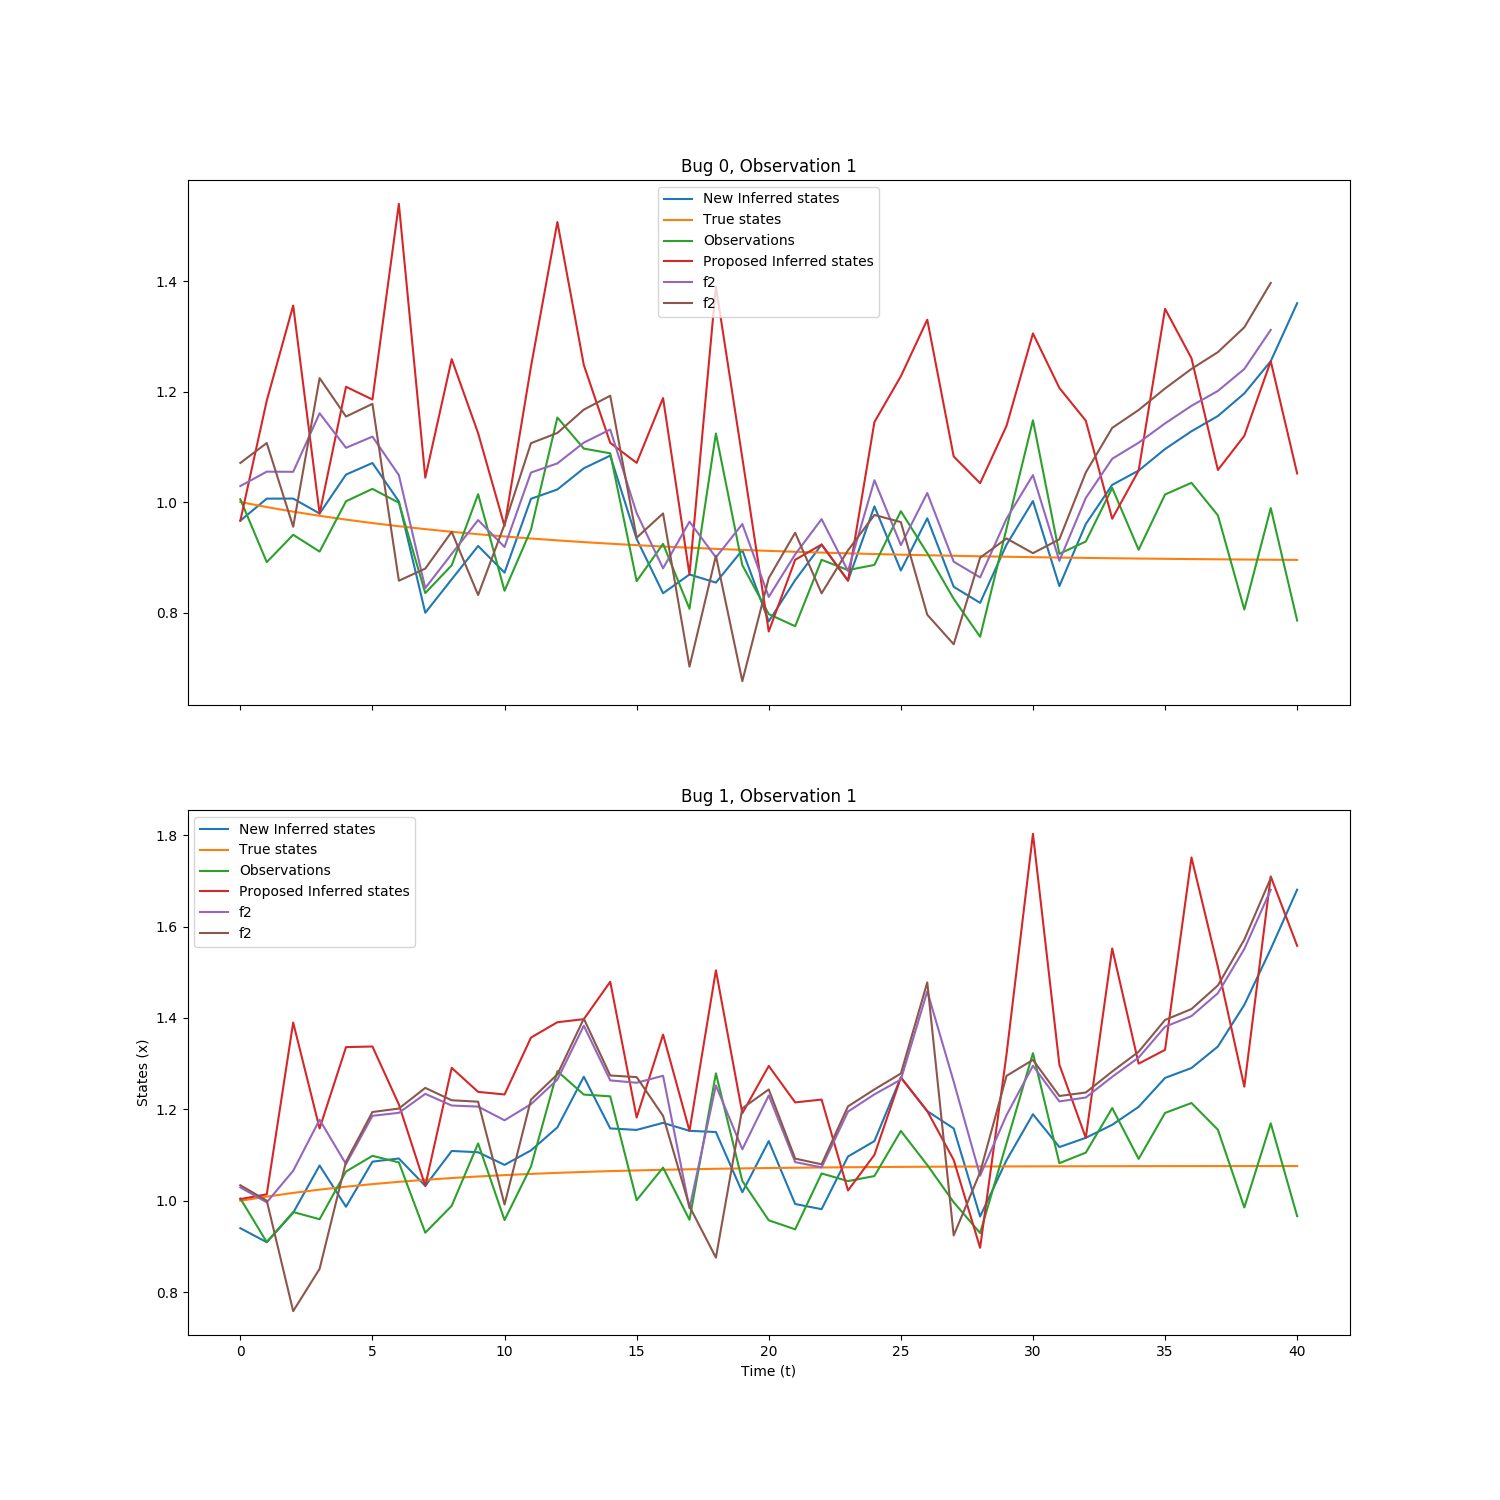 Bug 0, Observation 1
New Inferred states
True states
Observations
Proposed Inferred states
f2
f2
1.4
1.2
1.0
0.8
Bug 1, Observation 1
New Inferred states
True states
Observations
Proposed Inferred states
f2
f2
1.8
1.6
1.4
1.2
1.0
0.8
States (x)
0 5 10 15 20 25 30 35 40
Time (t)